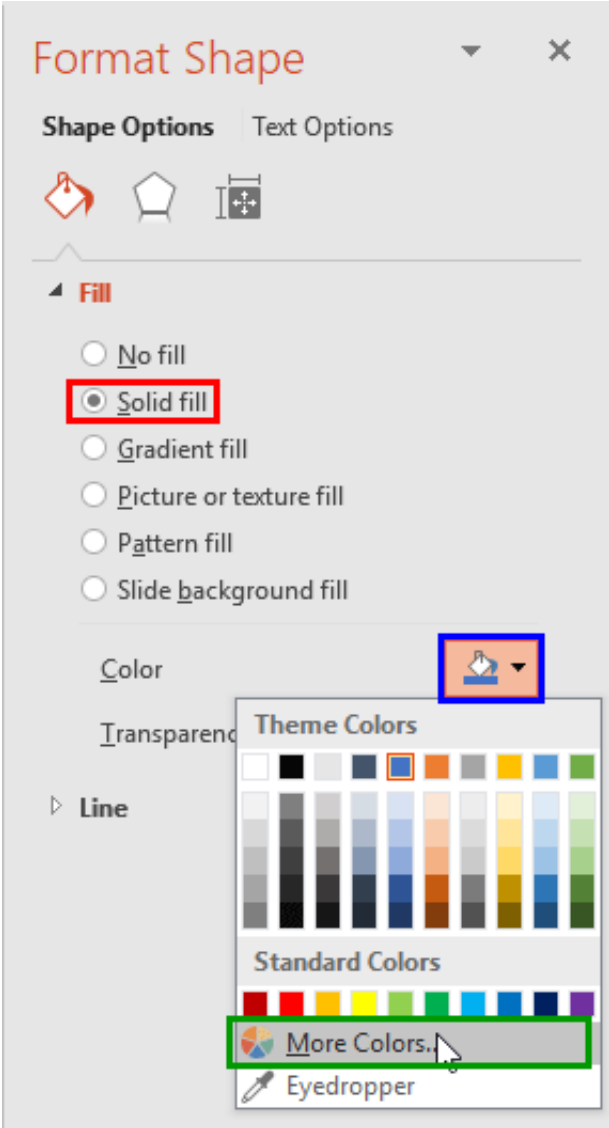 Format Shape
Shape Options Text Options
Fill
No fill
Solid fill
Gradient fill
Picture or texture fill
Pattern fill
Slide background fill
Color
Transparenc
Theme Colors
Line
Standard Colors
More Colors..
Eyedropper